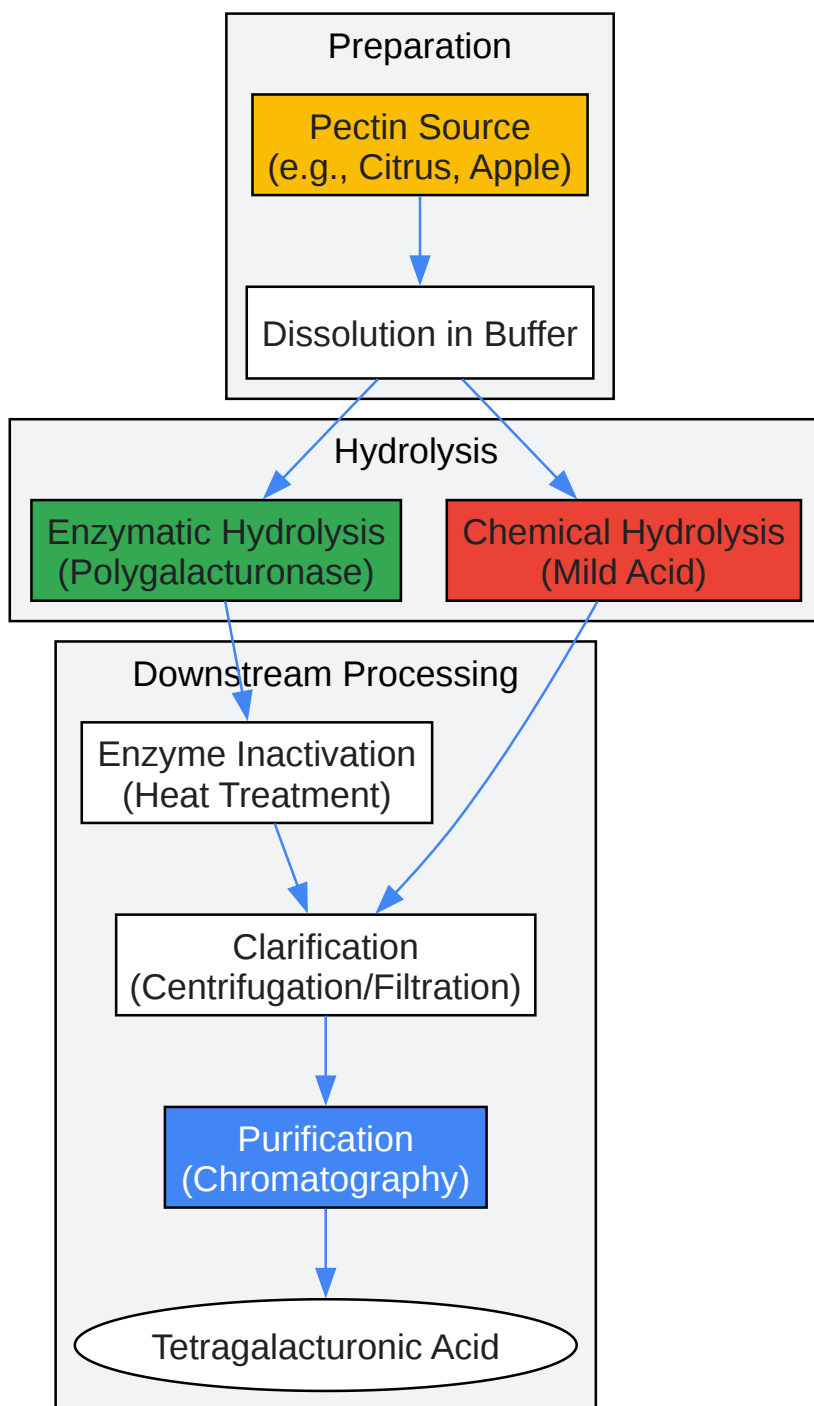 Preparation
Pectin Source
(e.g., Citrus, Apple)
Dissolution in Buffer
Hydrolysis
Enzymatic Hydrolysis
(Polygalacturonase)
Chemical Hydrolysis
(Mild Acid)
Downstream Processing
Enzyme Inactivation
(Heat Treatment)
Clarification
(Centrifugation/Filtration)
Purification
(Chromatography)
Tetragalacturonic Acid